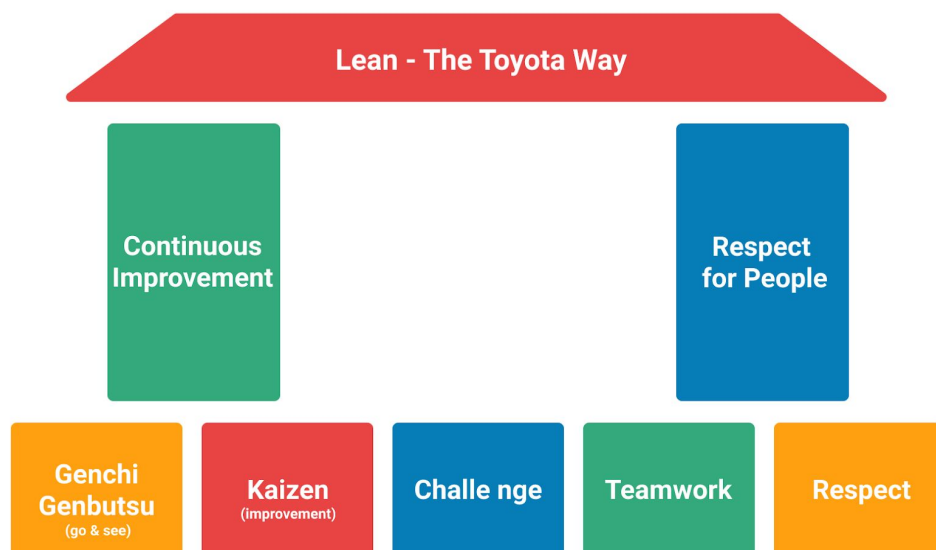 Lean - The Toyota Way
Continuous
Improvement
Respect
for People
Genchi
Genbutsu
(go & see)
Kaizen
(improvement)
Challe nge
Teamwork
Respect